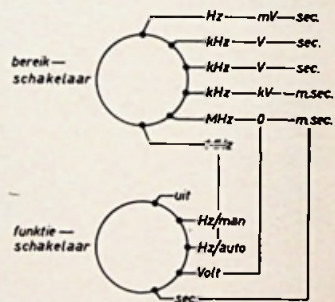 Hz mV sec.
kHz V sec.
bereik—
schakelaar
kHz V sec.
kHz kV m.sec.
MHz 0 m.sec.
uit
Hz/man
funktie—
schakelaar
Hz/auto
Volt
sec.